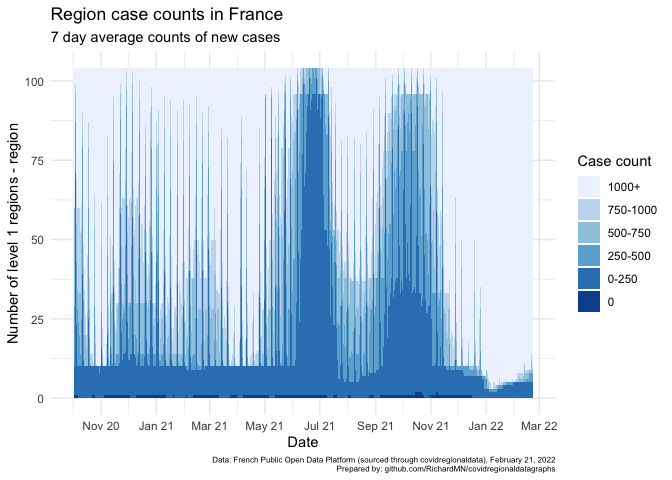 Region case counts in France
7 day average counts of new cases
Number of level 1 regions - region
100
75
50
25
0
Nov 20 Jan 21 Mar 21 May 21 Jul 21 Sep 21 Nov 21 Jan 22 Mar 22
Date
Case count
1000+
750-1000
500-750
250-500
0-250
0
Data: French Public Open Data Platform (sourced through covidregionaldata), February 21, 2022
Prepared by: github.com/RichardMN/covidregionaldatagraphs